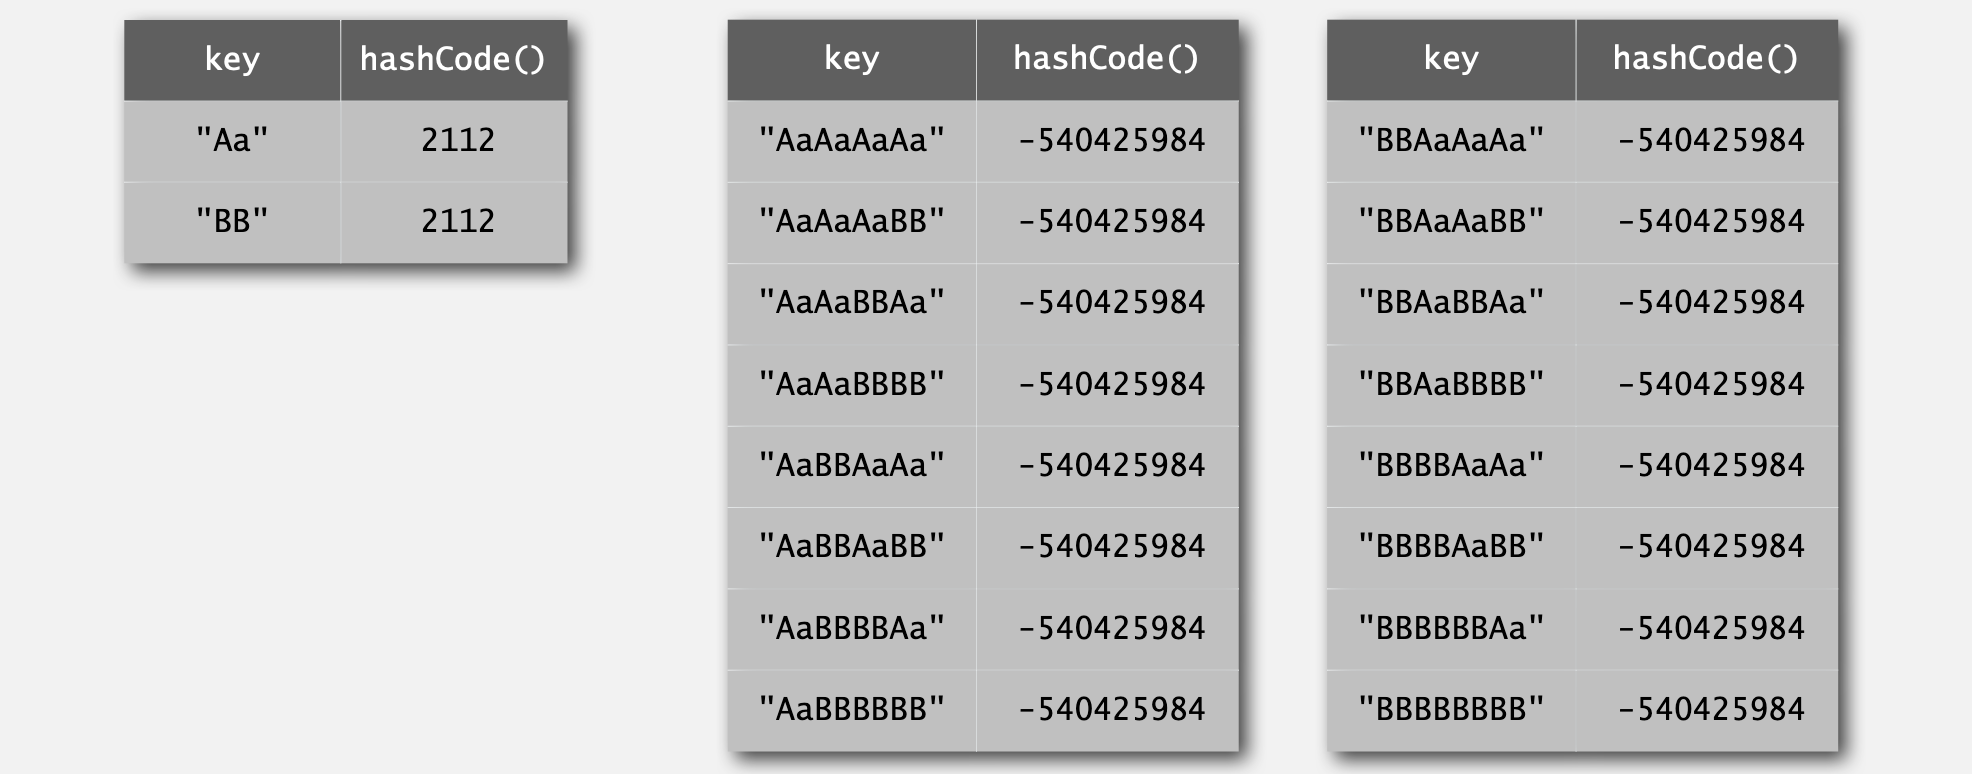 key hashCode()
"Aa" 2112
"BB" 2112
key hashCode()
"AaAaAaAa" -540425984
"AaAaAaBB" -540425984
"AaAaBBAa" -540425984
"AaAaBBBB" -540425984
"AaBBAaAa" -540425984
"AaBBAaBB" -540425984
"AaBBBBAa" -540425984
"AaBBBBBB" -540425984
key hashCode()
"BBAaAaAa" -540425984
"BBAaAaBB" -540425984
"BBAaBBAa" -540425984
"BBAaBBBB" -540425984
"BBBBAaAa" -540425984
"BBBBAaBB" -540425984
"BBBBBBAa" -540425984
"BBBBBBBB" -540425984